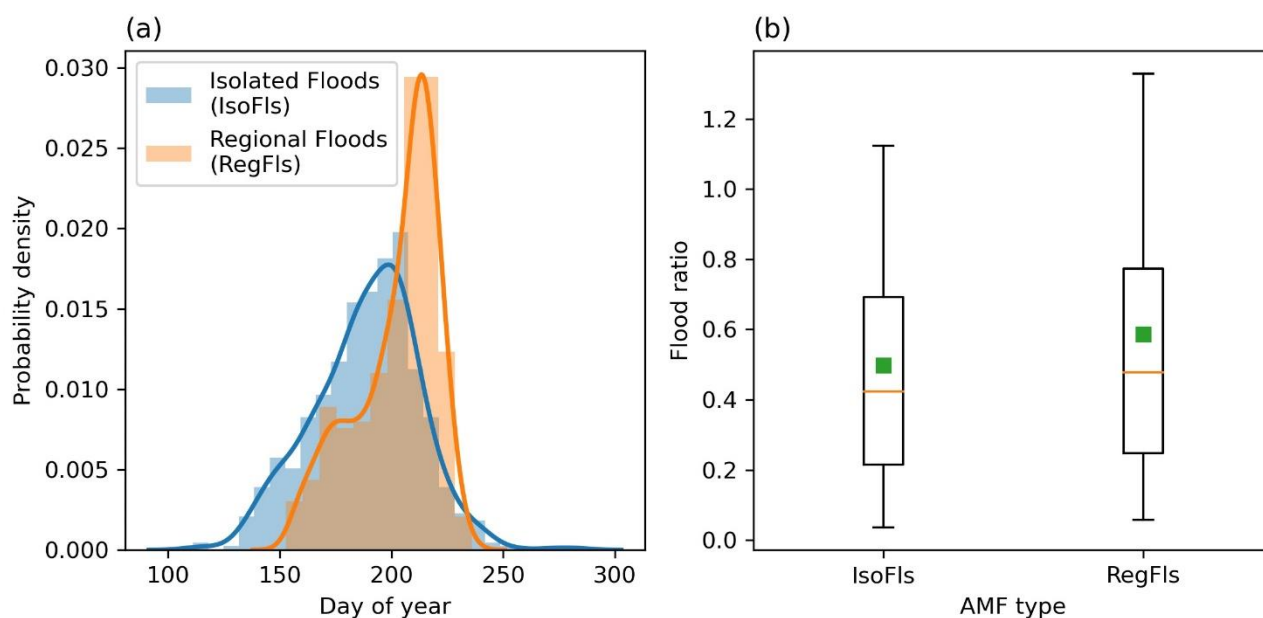 (a)
Isolated Floods
(IsoFls)
Regional Floods
(RegFls)
Probability density
0.030
0.025
0.020
0.015
0.010
0.005
0.000
100 150 200 250 300
Day of year
(b)
Flood ratio
1.2
1.0
0.8
0.6
0.4
0.2
0.0
IsoFls RegFls
AMF type